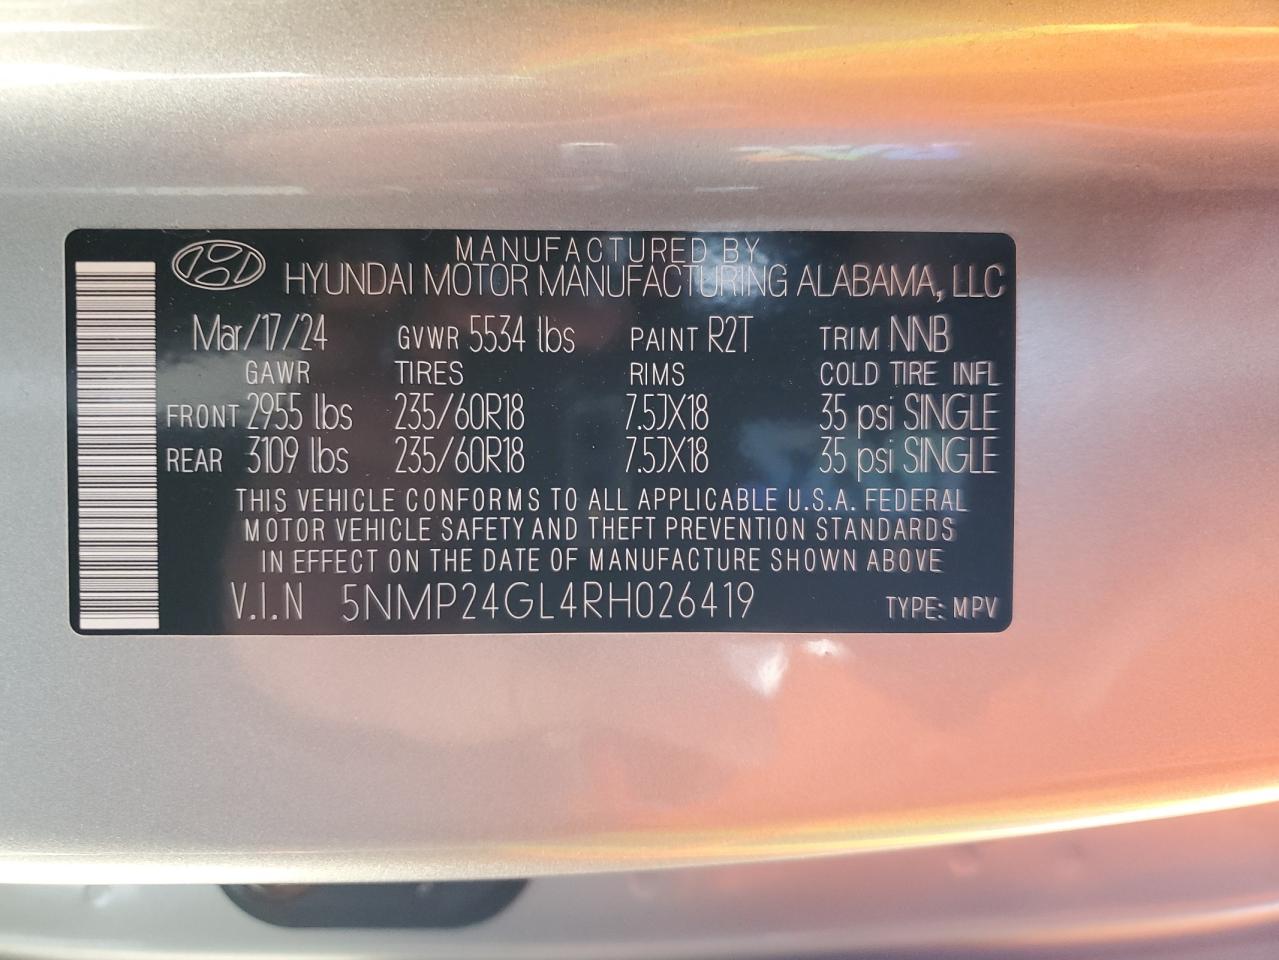 MANUFACTURED BY
HYUNDAI MOTOR MANUFACTURING ALABAMA, LLC
Mar/17/24 GVWR 5534 lbs PAINT R2T TRIM NNB
GAWR TIRES RIMS COLD TIRE INFL
FRONT 2955 lbs 235/60R18 7.5JX18 35 psi SINGLE
REAR 3109 lbs 235/60R18 7.5JX18 35 psi SINGLE
THIS VEHICLE CONFORMS TO ALL APPLICABLE U.S.A. FEDERAL
MOTOR VEHICLE SAFETY AND THEFT PREVENTION STANDARDS
IN EFFECT ON THE DATE OF MANUFACTURE SHOWN ABOVE
V.I.N 5NMP24GL4RH026419 TYPE: MPV